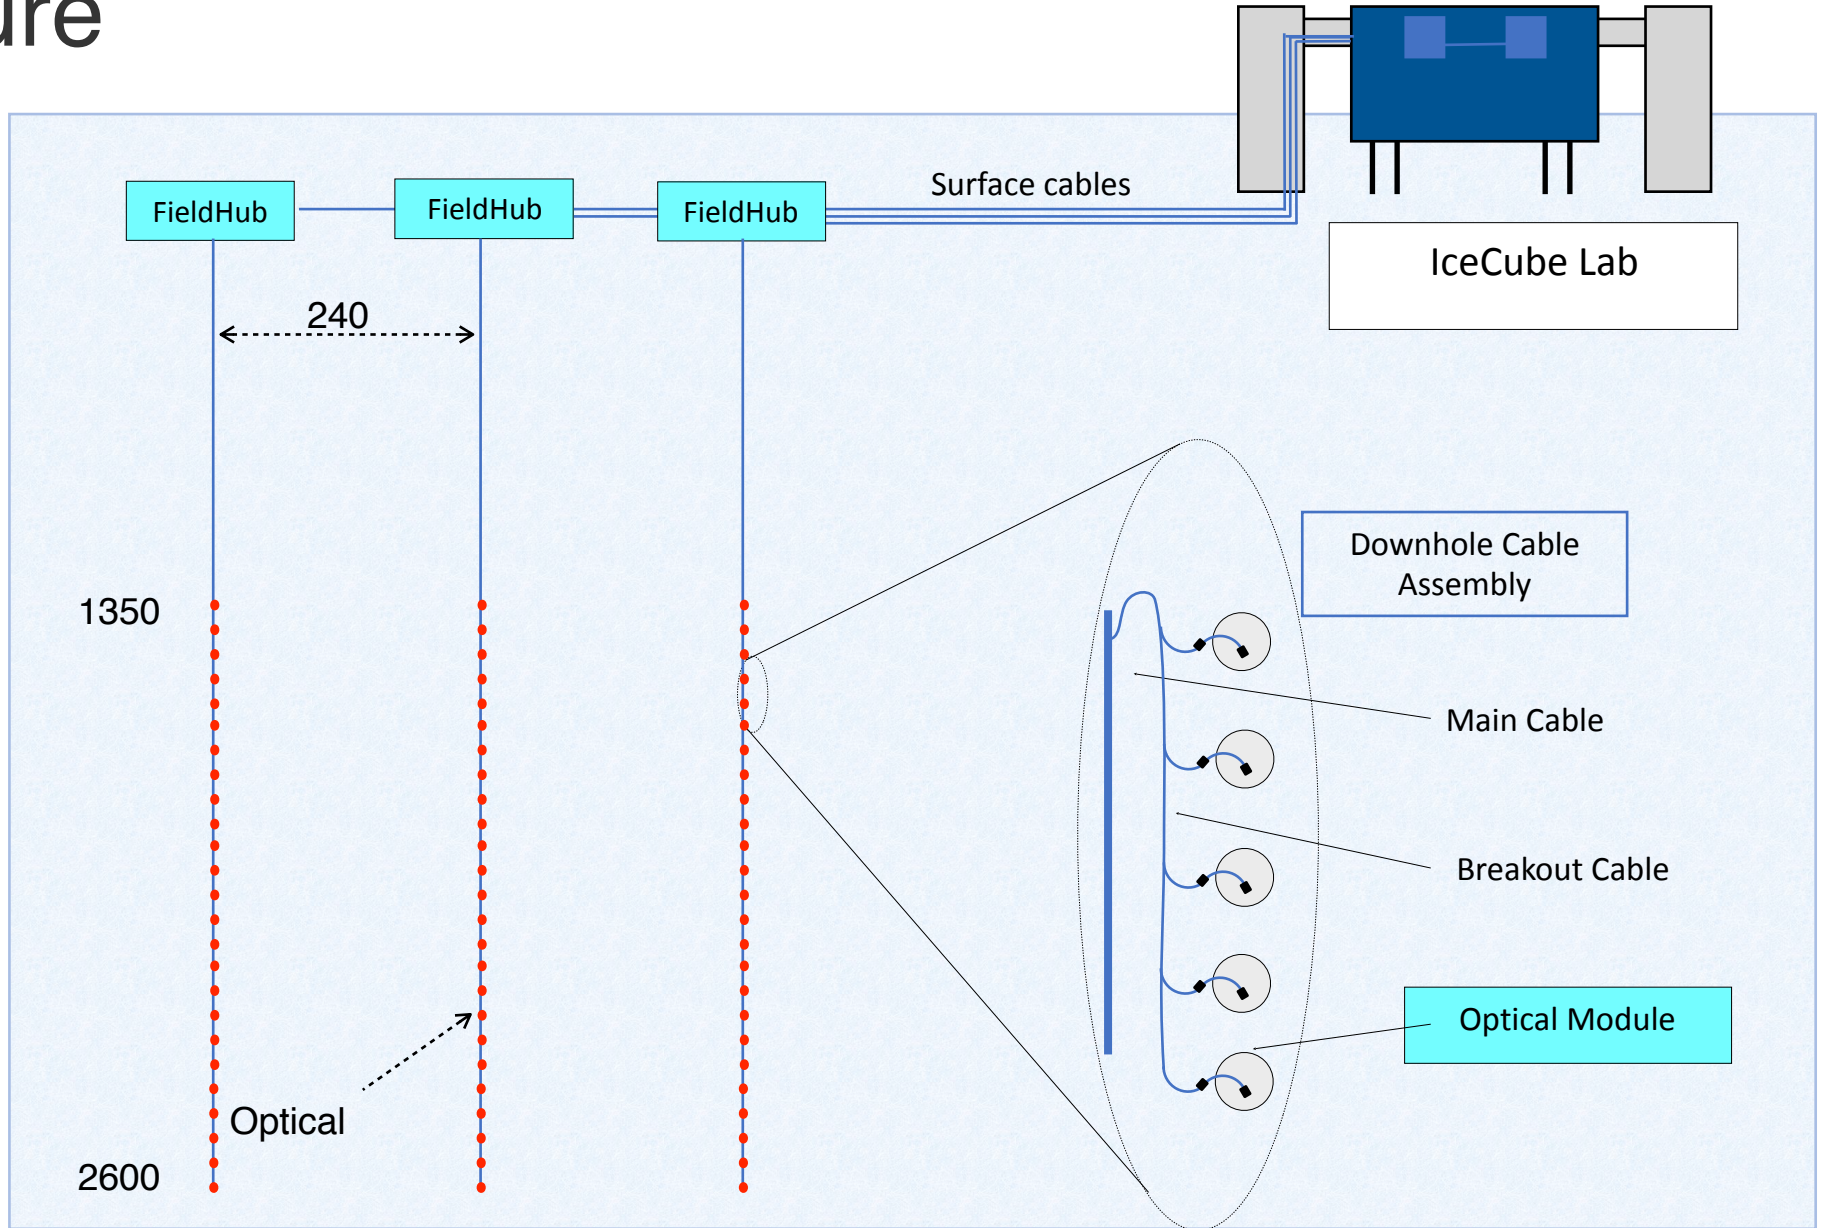 ure
FieldHub
FieldHub
FieldHub
Surface cables
IceCube Lab
240
Downhole Cable
Assembly
1350
Main Cable
Breakout Cable
Optical Module
Optical
2600